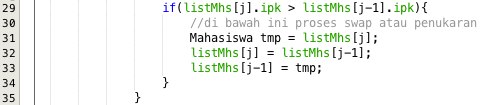 29 if(listMhs[j].ipk > listMhs[j-1].ipk){
30 //di bawah ini proses swap atau penukaran
31 Mahasiswa tmp = listMhs[j];
32 listMhs[j] = listMhs[j-1];
33 listMhs[j-1] = tmp;
34 }
35 }